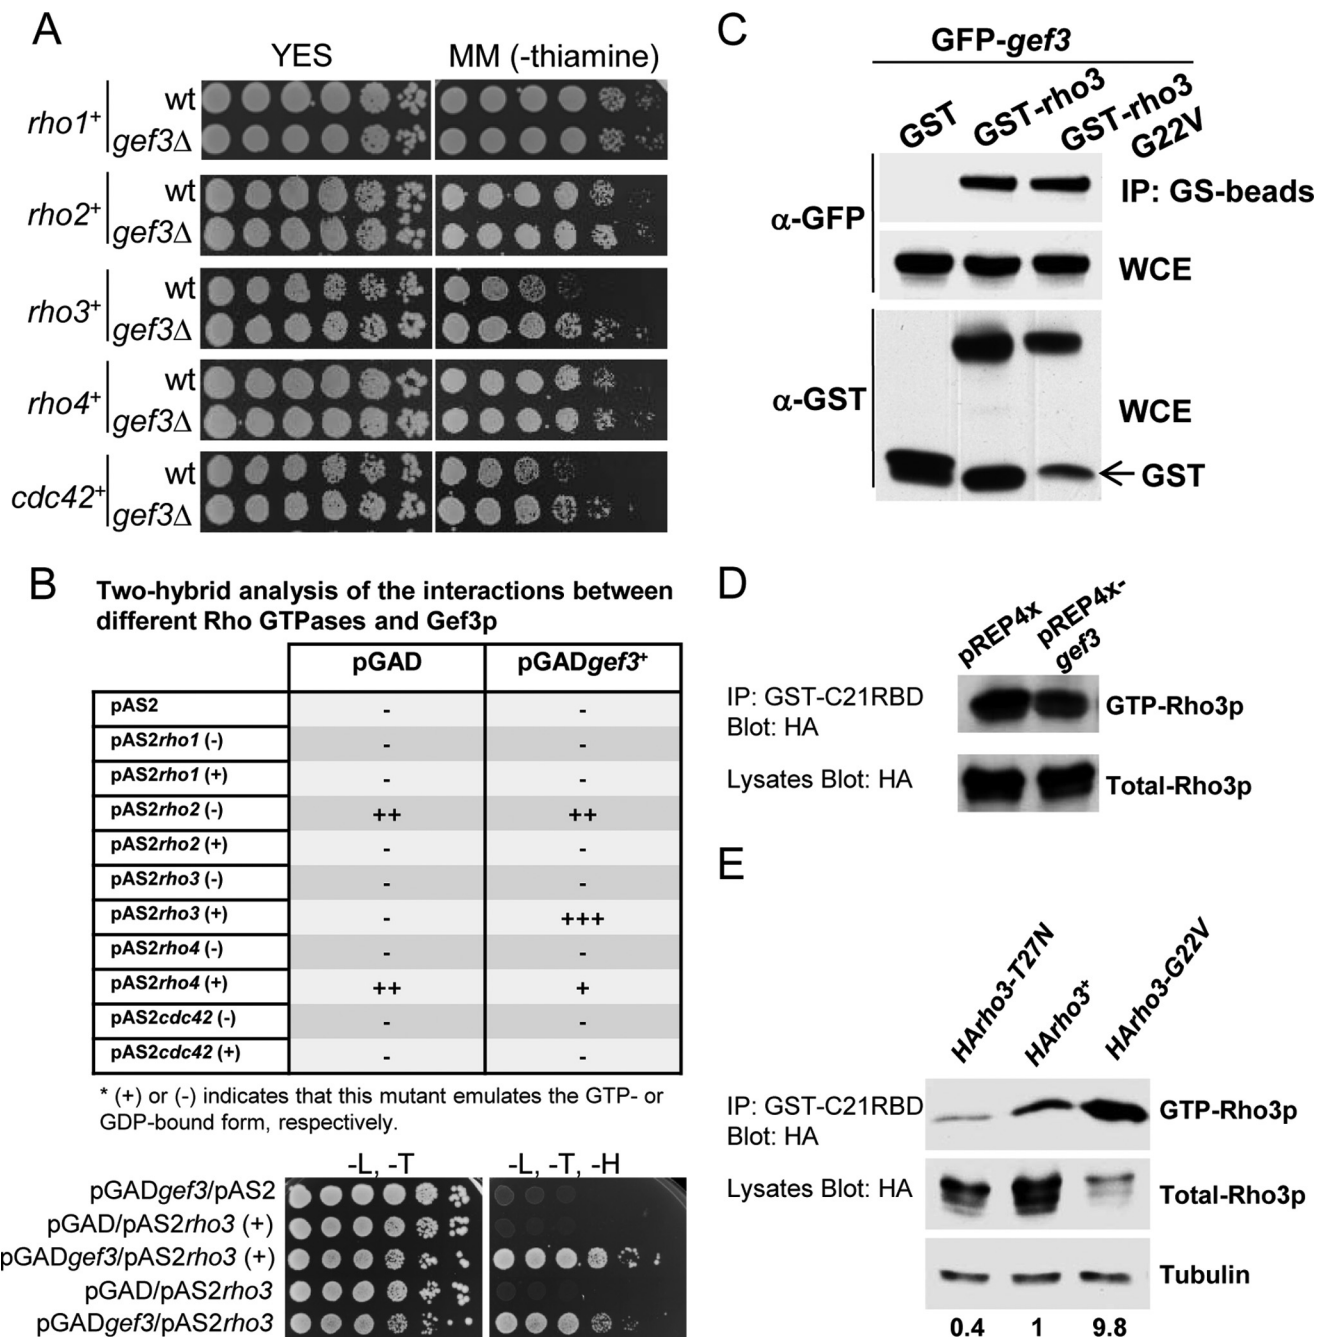 A
YES
MM (-thiamine)
rho1+
wt
gef3Δ
rho2+
wt
gef3Δ
rho3+
wt
gef3Δ
rho4+
wt
gef3Δ
cdc42+
wt
gef3Δ
B
Two-hybrid analysis of the interactions between
different Rho GTPases and Gef3p
pGAD pGADgef3+
pAS2 - -
pAS2rho1 (-) - -
pAS2rho1 (+) - -
pAS2rho2 (-) ++ ++
pAS2rho2 (+) - -
pAS2rho3 (-) - -
pAS2rho3 (+) - +++
pAS2rho4 (-) - -
pAS2rho4 (+) ++ +
pAS2cdc42 (-) - -
pAS2cdc42 (+) - -
* (+) or (-) indicates that this mutant emulates the GTP- or
GDP-bound form, respectively.
-L, -T
-L, -T, -H
pGADgef3/pAS2
pGAD/pAS2rho3 (+)
pGADgef3/pAS2rho3 (+)
pGAD/pAS2rho3
pGADgef3/pAS2rho3
C
GFP-gef3
GST
GST-rho3
GST-rho3
G22V
α-GFP
IP: GS-beads
WCE
α-GST
WCE
GST
D
pREP4x
pREP4x-
gef3
IP: GST-C21RBD
Blot: HA
GTP-Rho3p
Lysates Blot: HA
Total-Rho3p
E
HArho3-T27N
HArho3+
HArho3-G22V
IP: GST-C21RBD
Blot: HA
GTP-Rho3p
Lysates Blot: HA
Total-Rho3p
Tubulin
0.4 1 9.8